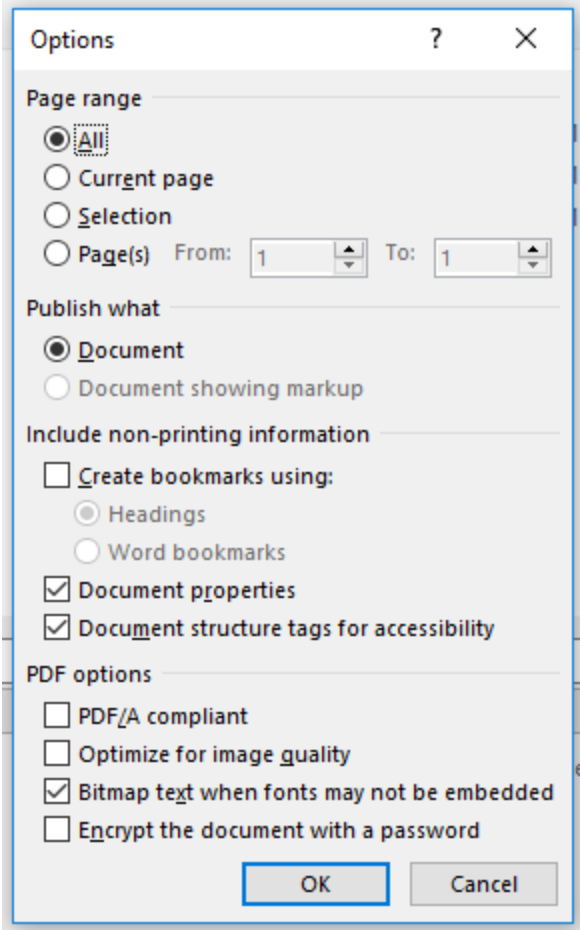 Options ?
Page range
All
Current page
Selection
Page(s) From: 1 To: 1
Publish what
Document
Document showing markup
Include non-printing information
Create bookmarks using:
Headings
Word bookmarks
Document properties
Document structure tags for accessibility
PDF options
PDF/A compliant
Optimize for image quality
Bitmap text when fonts may not be embedded
Encrypt the document with a password
OK Cancel